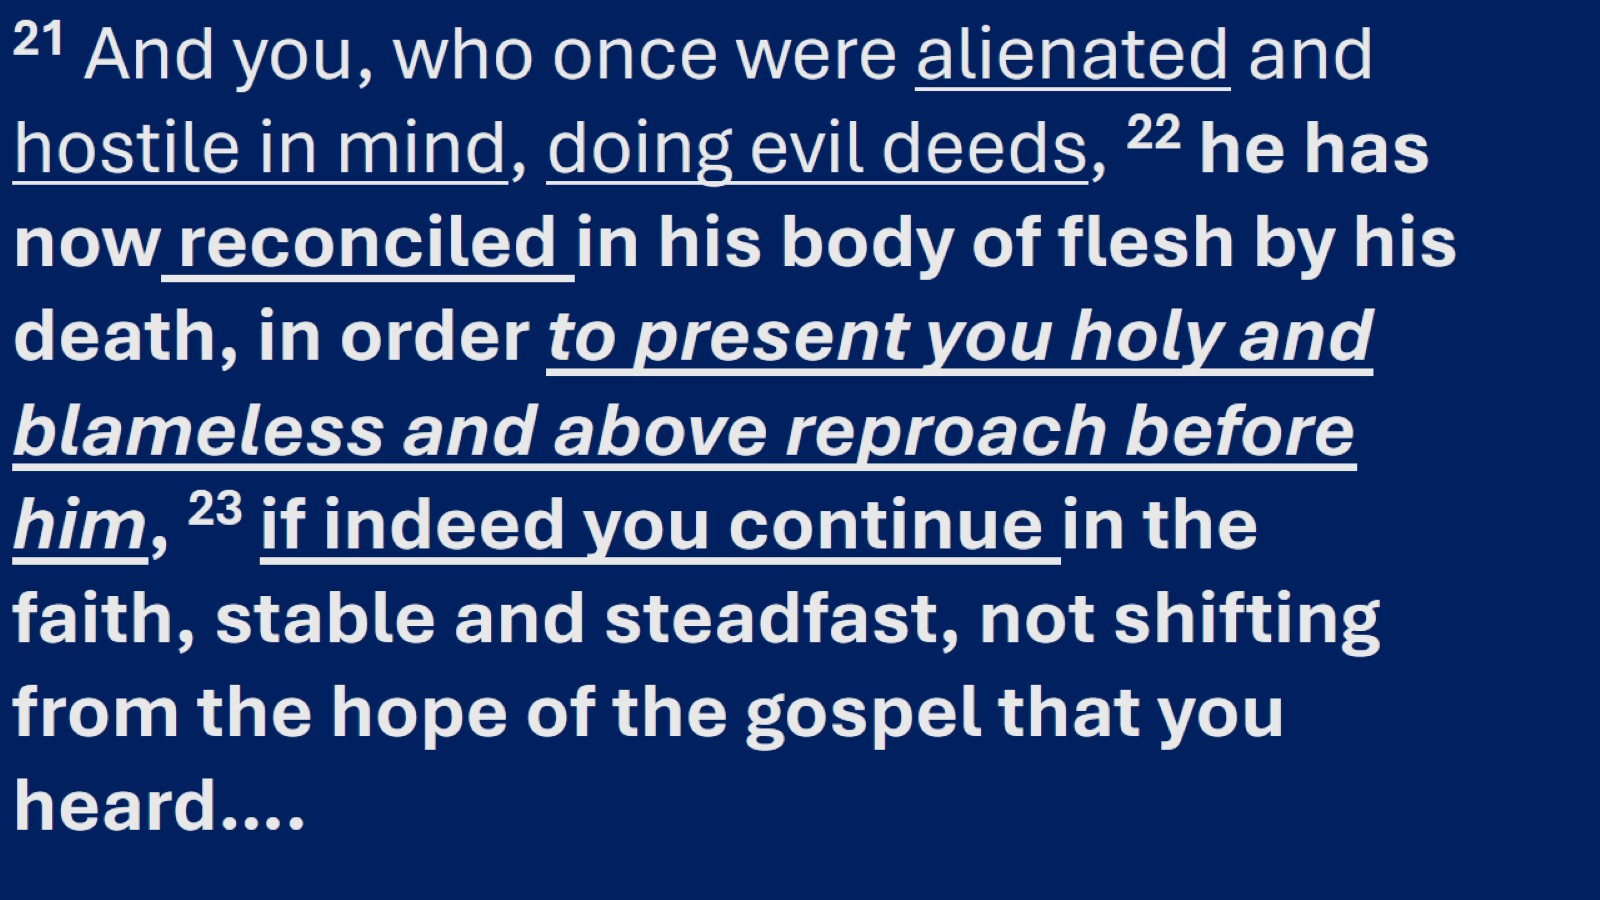 21 And you, who once were alienated and
hostile in mind, doing evil deeds, 22 he has
now reconciled in his body of flesh by his
death, in order to present you holy and
blameless and above reproach before
him, 23 if indeed you continue in the
faith, stable and steadfast, not shifting
from the hope of the gospel that you
heard....